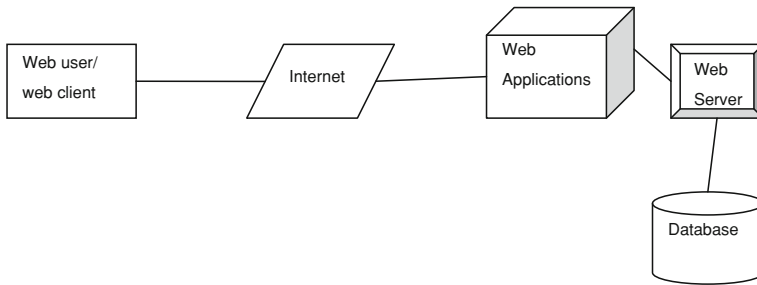 Web user/
web client
Internet
Web
Applications
Web
Server
Database